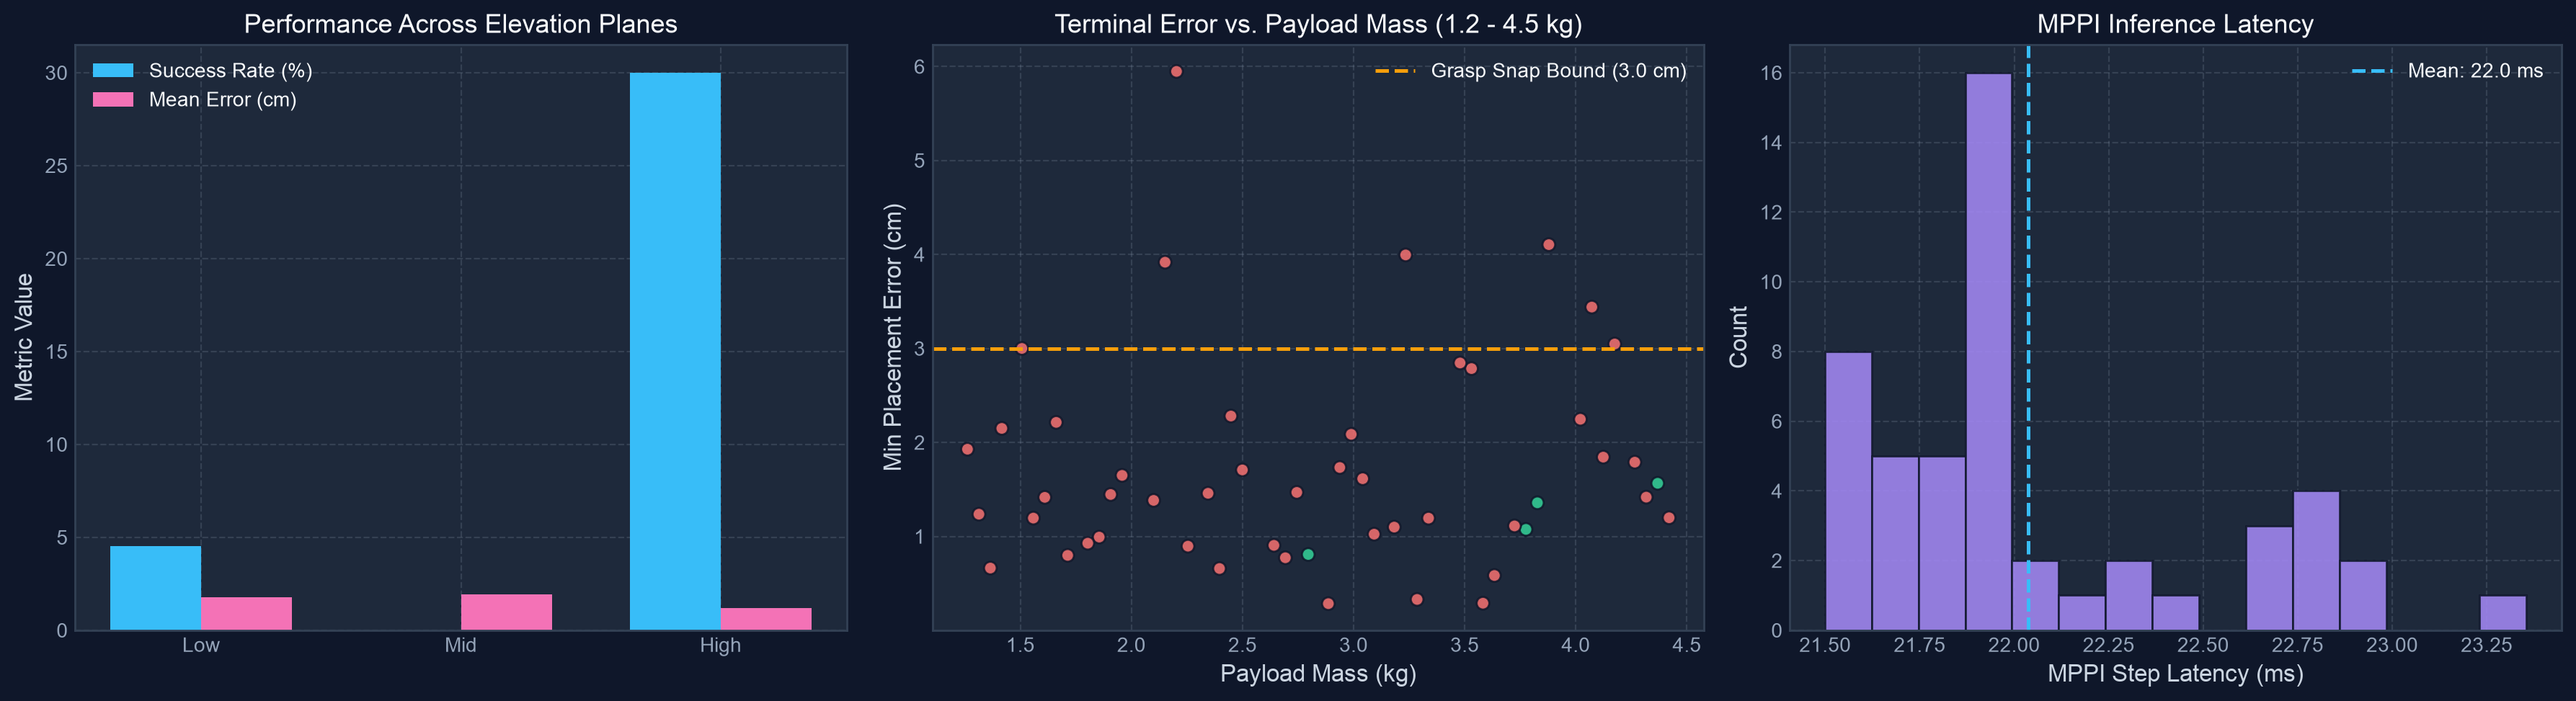 Performance Across Elevation Planes
Success Rate (%)
Mean Error (cm)
Metric Value
30
25
20
15
10
5
0
Low
Mid
High
Terminal Error vs. Payload Mass (1.2 - 4.5 kg)
Grasp Snap Bound (3.0 cm)
Min Placement Error (cm)
6
5
4
3
2
1
1.5
2.0
2.5
3.0
3.5
4.0
4.5
Payload Mass (kg)
MPPI Inference Latency
Mean: 22.0 ms
Count
16
14
12
10
8
6
4
2
0
21.50
21.75
22.00
22.25
22.50
22.75
23.00
23.25
MPPI Step Latency (ms)